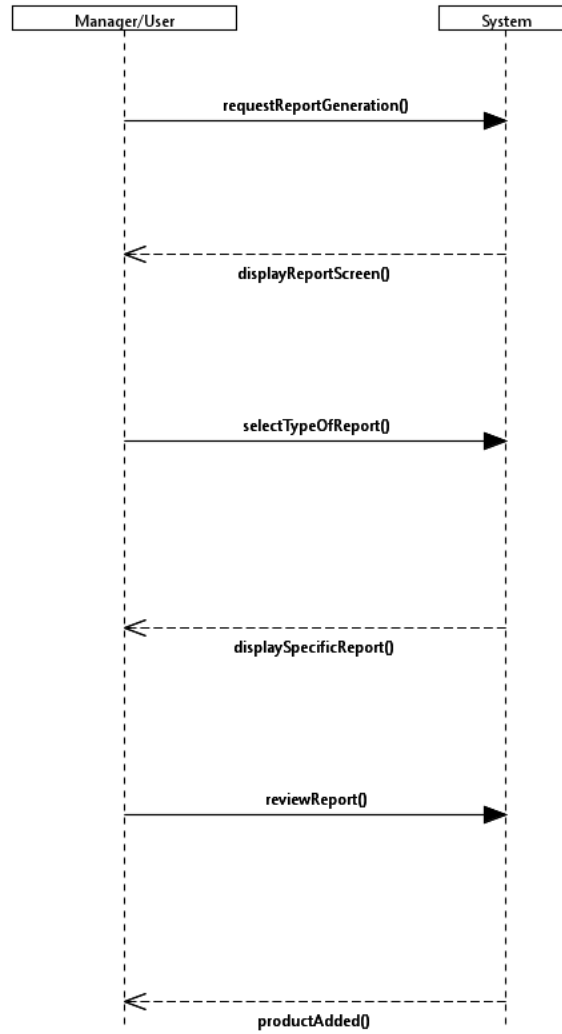 Manager/User
System
requestReportGeneration()
displayReportScreen()
selectTypeOfReport()
displaySpecificReport()
reviewReport()
productAdded()